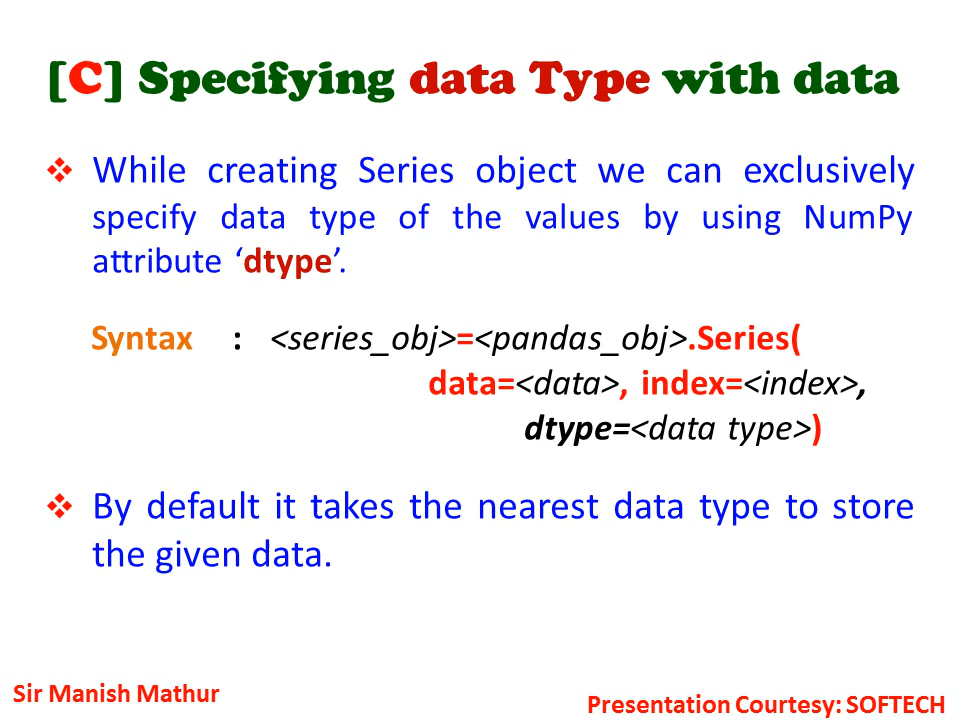 [C] Specifying data Type with data
❖ While creating Series object we can exclusively
specify data type of the values by using NumPy
attribute ‘dtype’.
Syntax : <series_obj>=<pandas_obj>.Series(
data=<data>, index=<index>,
dtype=<data type>)
❖ By default it takes the nearest data type to store
the given data.
Sir Manish Mathur
Presentation Courtesy: SOFTECH